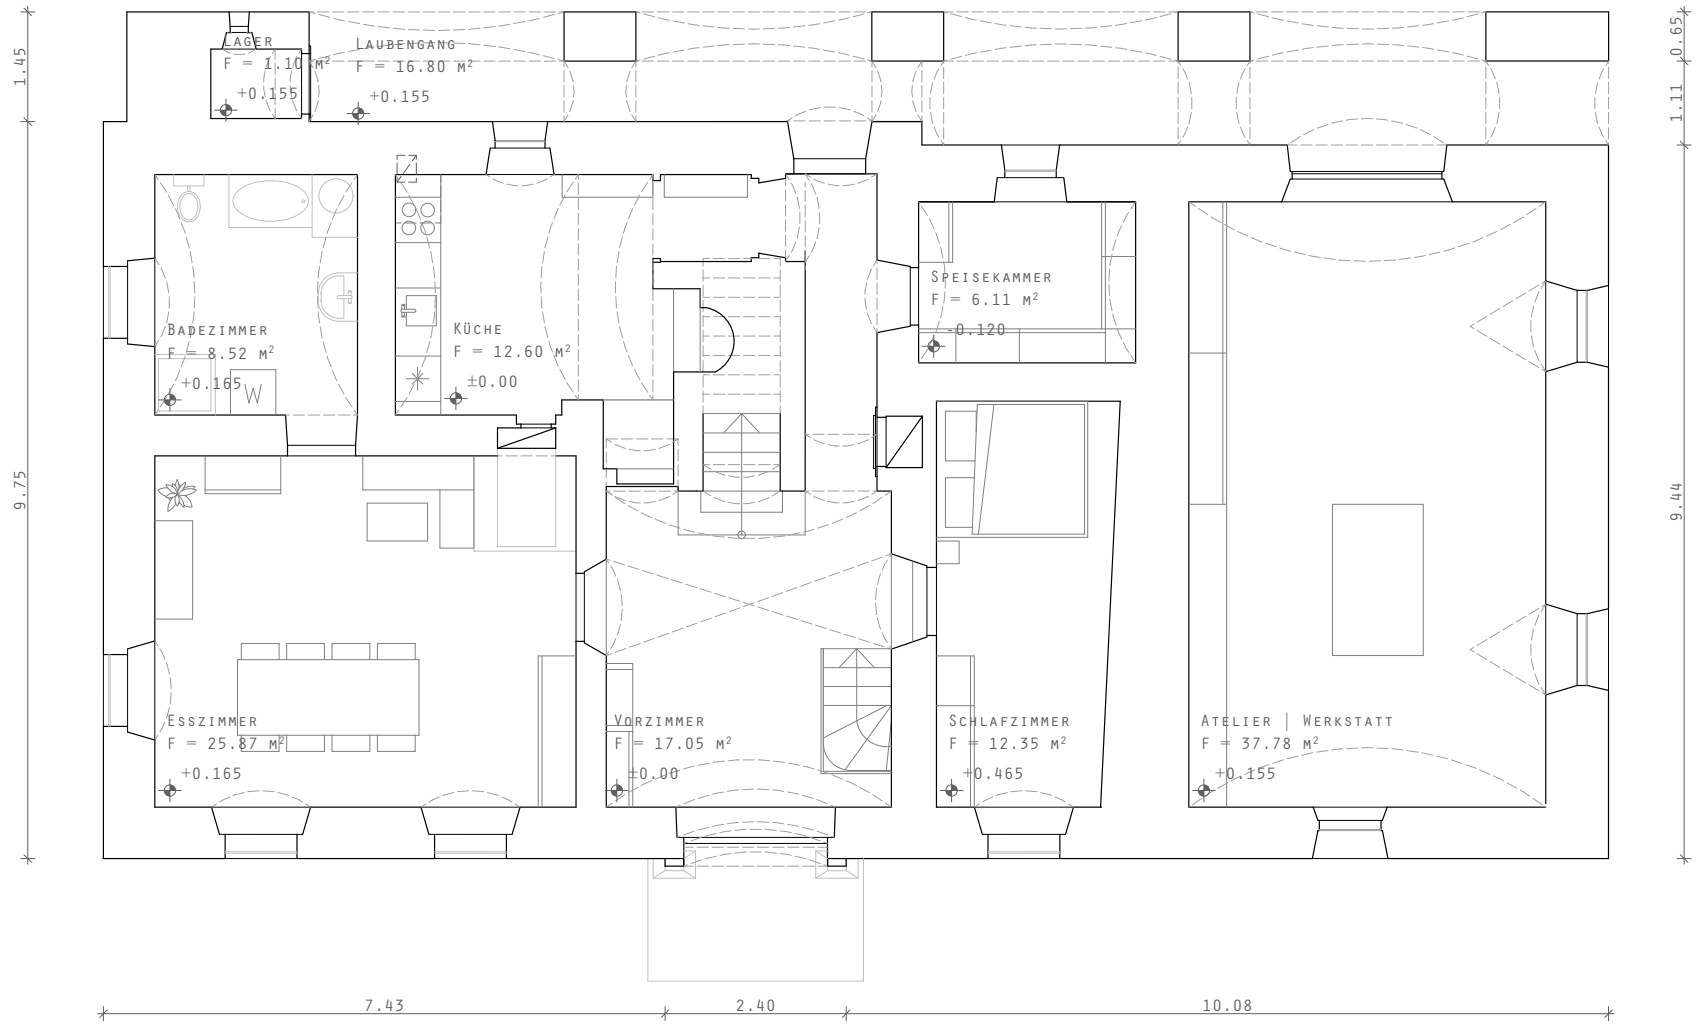 Lager
F = 1.10 m²
+0.155
Laubengang
F = 16.80 m²
+0.155
1.45
0.65
1.11
Badezimmer
F = 8.52 m²
+0.165
W
Küche
F = 12.60 m²
±0.00
Speisekammer
F = 6.11 m²
-0.120
9.75
9.44
Esszimmer
F = 25.87 m²
+0.165
Vorzimmer
F = 17.05 m²
±0.00
Schlafzimmer
F = 12.35 m²
+0.465
Atelier | Werkstatt
F = 37.78 m²
+0.155
7.43
2.40
10.08